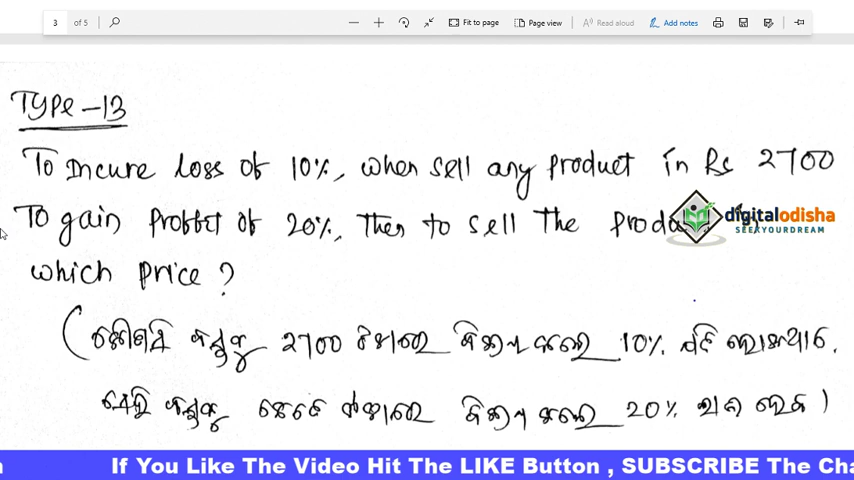 3 of 5 Fit to page Page view Read aloud Add notes
TYPe-13
To Incure loss of 10%, when sell any product in Rs 2700
To gain Proffit of 20%, Then to sell The Produ
digitalodisha
SEEKYOURDREAM
which Price ?
(କୌଣସି ବସ୍ତୁକୁ 2700 ଟଙ୍କାରେ ବିକ୍ରୟ କଲେ 10% କ୍ଷତି ହୋଇଥାଏ.
ସେହି ବସ୍ତୁକୁ କେତେ ଟଙ୍କାରେ ବିକ୍ରୟ କଲେ 20% ଲାଭ ହେବ)
If You Like The Video Hit The LIKE Button , SUBSCRIBE The Cha